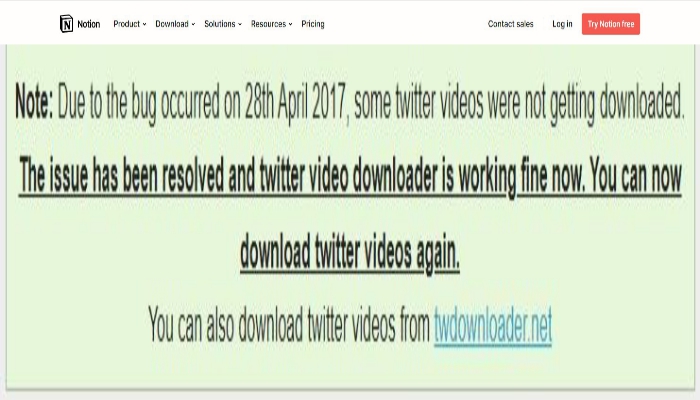 Notion Product Download Solutions Resources Pricing Contact sales Log in Try Notion free
Note: Due to the bug occurred on 28th April 2017, some twitter videos were not getting downloaded.
The issue has been resolved and twitter video downloader is working fine now. You can now
download twitter videos again.
You can also download twitter videos from twdownloader.net